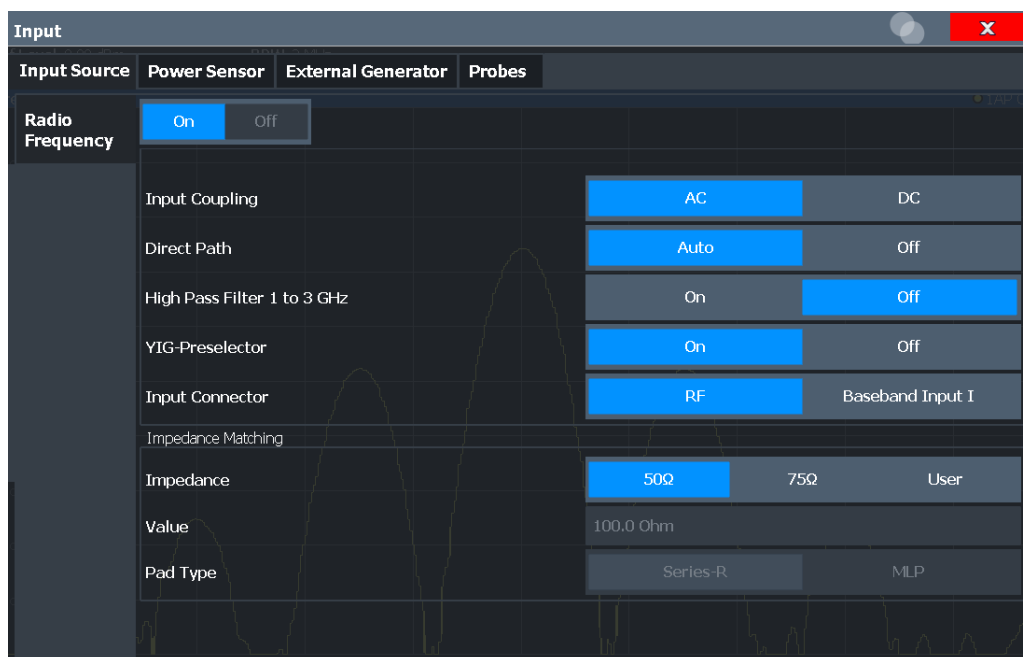 Input
X
Input Source Power Sensor External Generator Probes
Radio
Frequency
On Off
Input Coupling AC DC
Direct Path Auto Off
High Pass Filter 1 to 3 GHz On Off
YIG-Preselector On Off
Input Connector RF Baseband Input I
Impedance Matching
Impedance 50Ω 75Ω User
Value 100.0 Ohm
Pad Type Series-R MLP